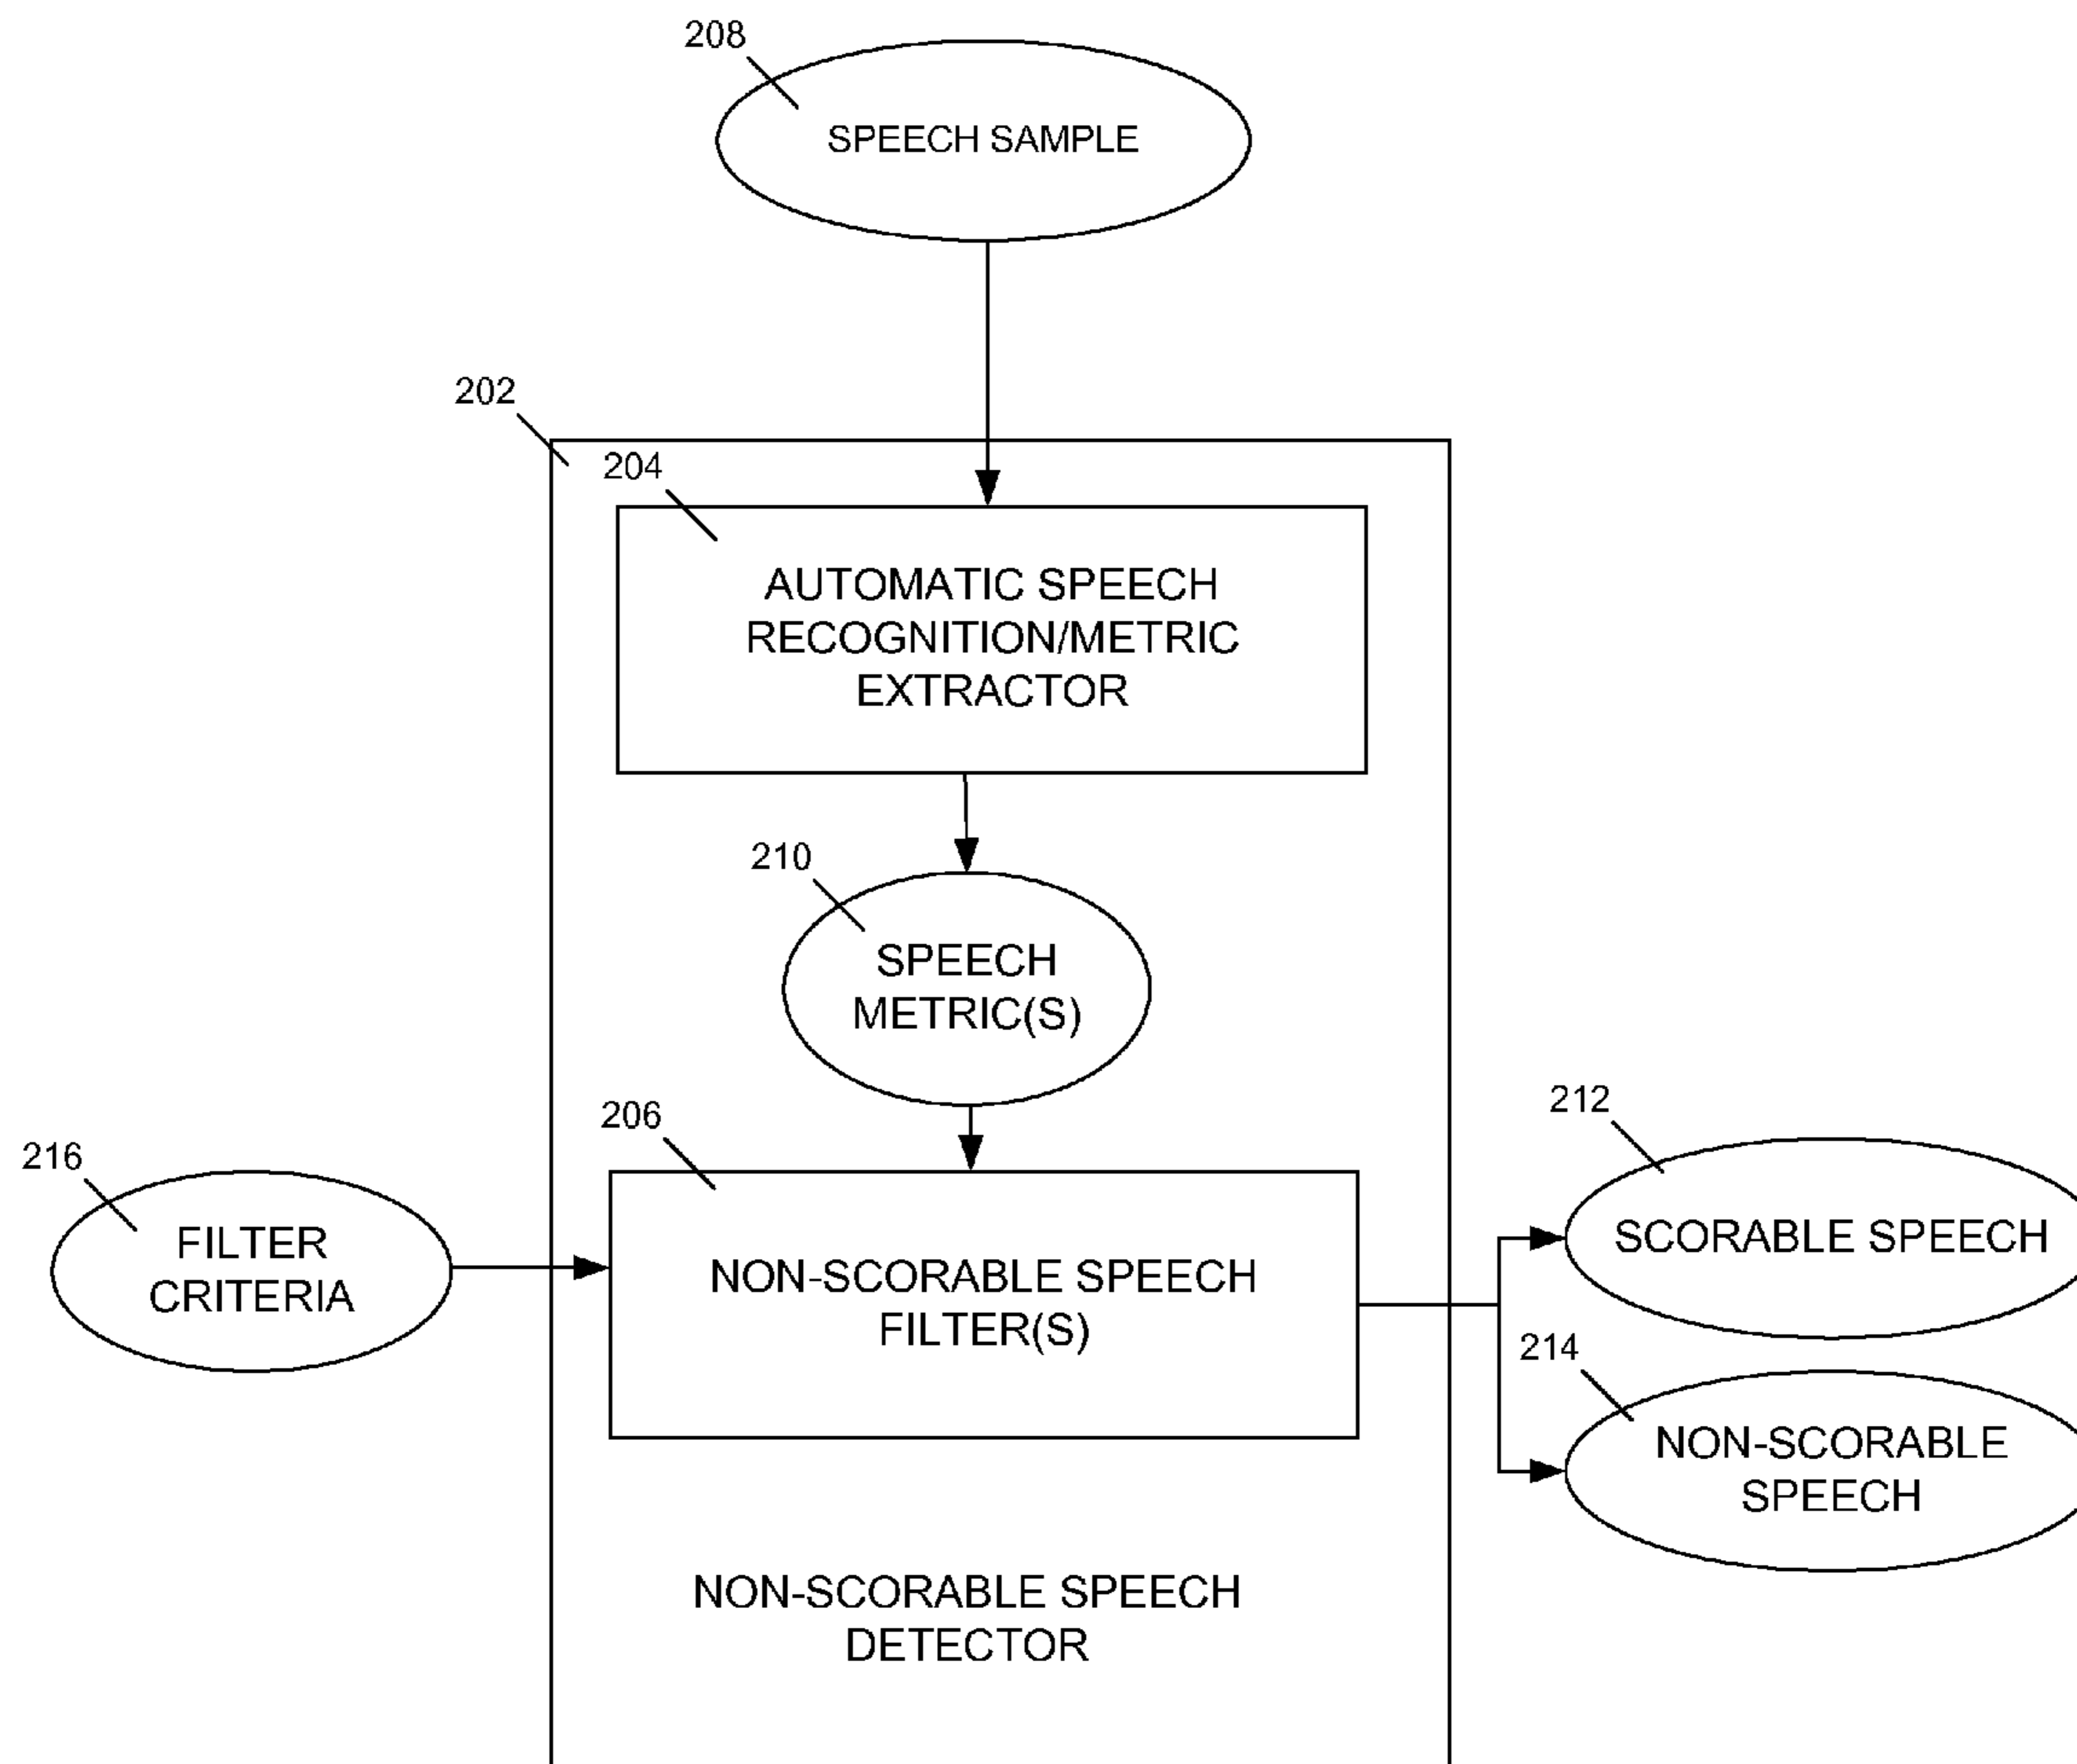 208
SPEECH SAMPLE
202
204
AUTOMATIC SPEECH
RECOGNITION/METRIC
EXTRACTOR
210
SPEECH
METRIC(S)
206
216
FILTER
CRITERIA
NON-SCORABLE SPEECH
FILTER(S)
212
SCORABLE SPEECH
214
NON-SCORABLE
SPEECH
NON-SCORABLE SPEECH
DETECTOR